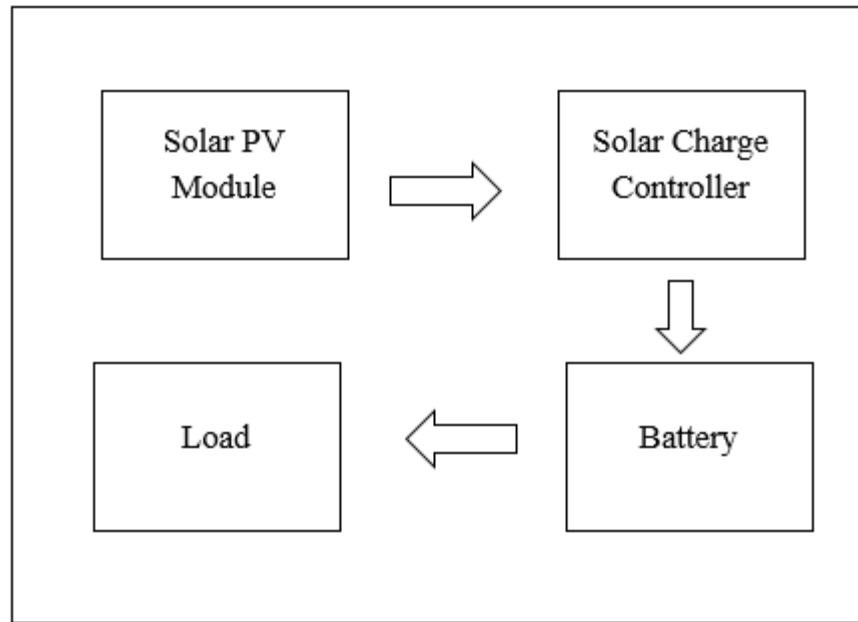 Solar PV
Module
Solar Charge
Controller
Load
Battery